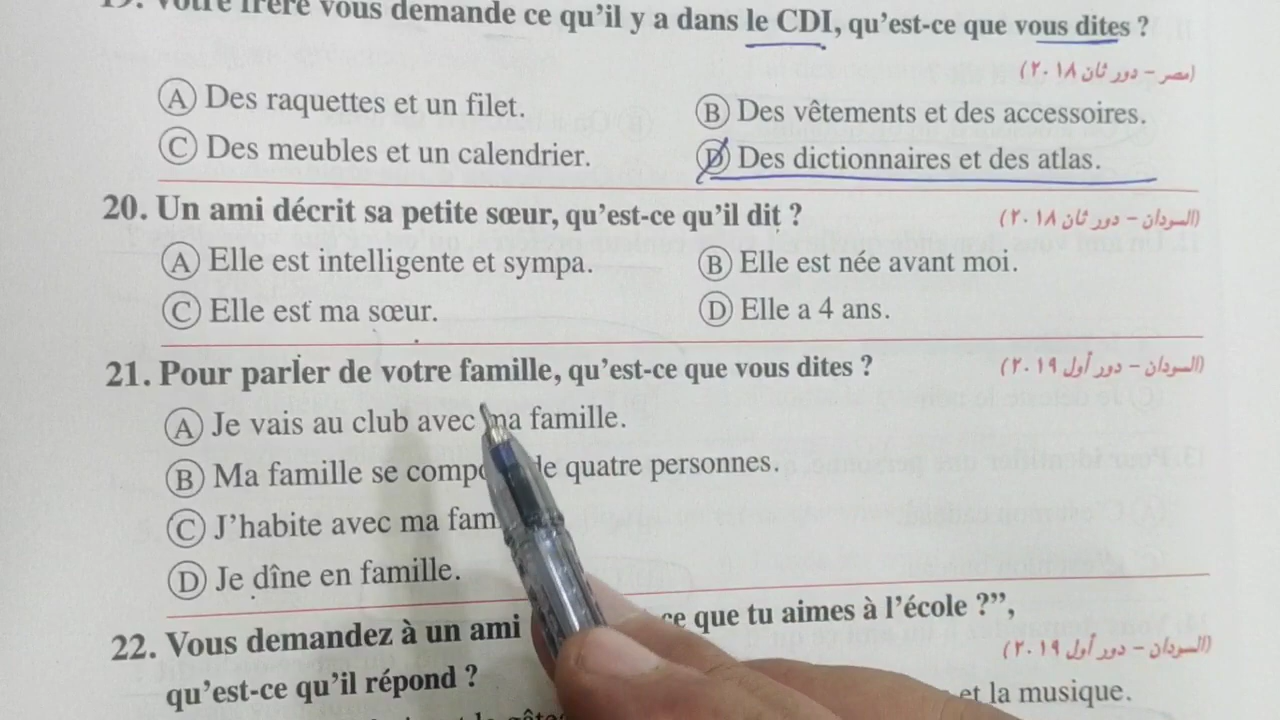 19. Votre frère vous demande ce qu'il y a dans le CDI, qu'est-ce que vous dites ?
(مصر – دور ثان ٢٠١٨)
A Des raquettes et un filet.
B Des vêtements et des accessoires.
C Des meubles et un calendrier.
D Des dictionnaires et des atlas.
20. Un ami décrit sa petite sœur, qu'est-ce qu'il dit ?
(السودان – دور ثان ٢٠١٨)
A Elle est intelligente et sympa.
B Elle est née avant moi.
C Elle est ma sœur.
D Elle a 4 ans.
21. Pour parler de votre famille, qu'est-ce que vous dites ?
(السودان – دور أول ٢٠١٩)
A Je vais au club avec ma famille.
B Ma famille se compose de quatre personnes.
C J'habite avec ma
D Je dîne en famille.
22. Vous demandez à un ami ce que tu aimes à l'école ?",
(السودان – دور أول ٢٠١٩)
qu'est-ce qu'il répond ?
et la musique.